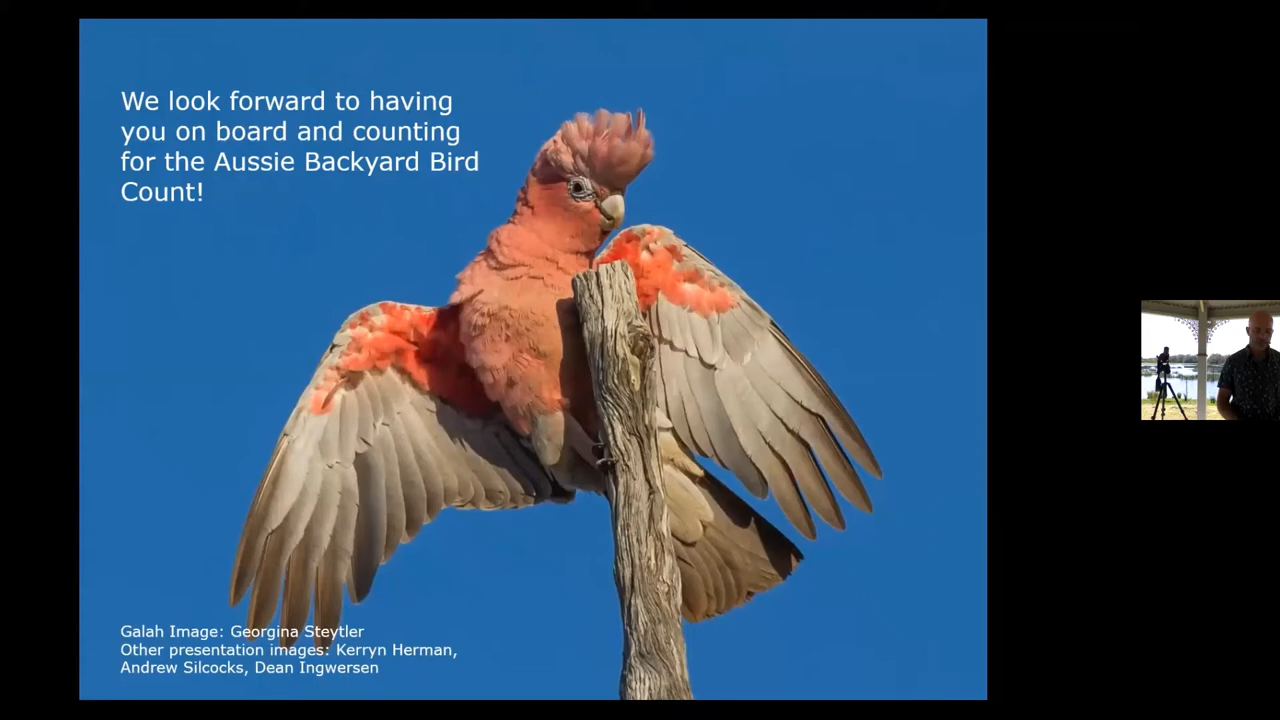 We look forward to having
you on board and counting
for the Aussie Backyard Bird
Count!
Galah Image: Georgina Steytler
Other presentation images: Kerryn Herman,
Andrew Silcocks, Dean Ingwersen